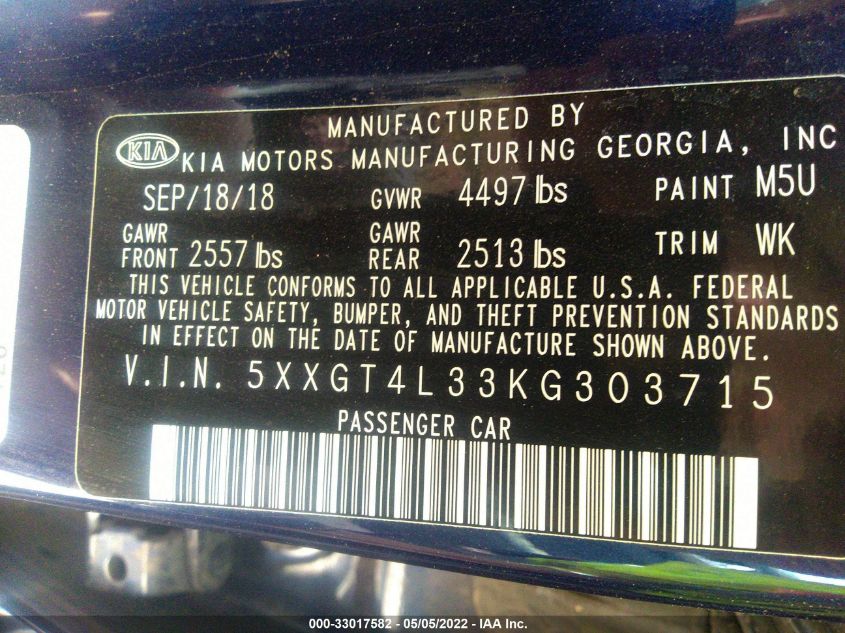 MANUFACTURED BY
KIA KIA MOTORS MANUFACTURING GEORGIA, INC
SEP/18/18 GVWR 4497 lbs PAINT M5U
GAWR FRONT 2557 lbs GAWR REAR 2513 lbs TRIM WK
THIS VEHICLE CONFORMS TO ALL APPLICABLE U.S.A. FEDERAL
MOTOR VEHICLE SAFETY, BUMPER, AND THEFT PREVENTION STANDARDS
IN EFFECT ON THE DATE OF MANUFACTURE SHOWN ABOVE.
V.I.N. 5XXGT4L33KG303715
PASSENGER CAR
000-33017582 - 05/05/2022 - IAA Inc.